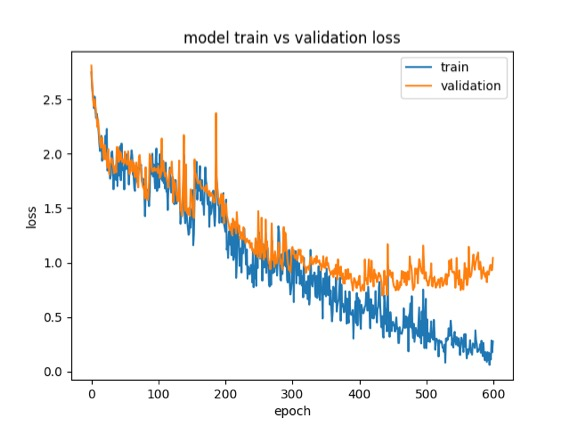 model train vs validation loss
train
validation
2.5
2.0
1.5
1.0
0.5
0.0
loss
0 100 200 300 400 500 600
epoch